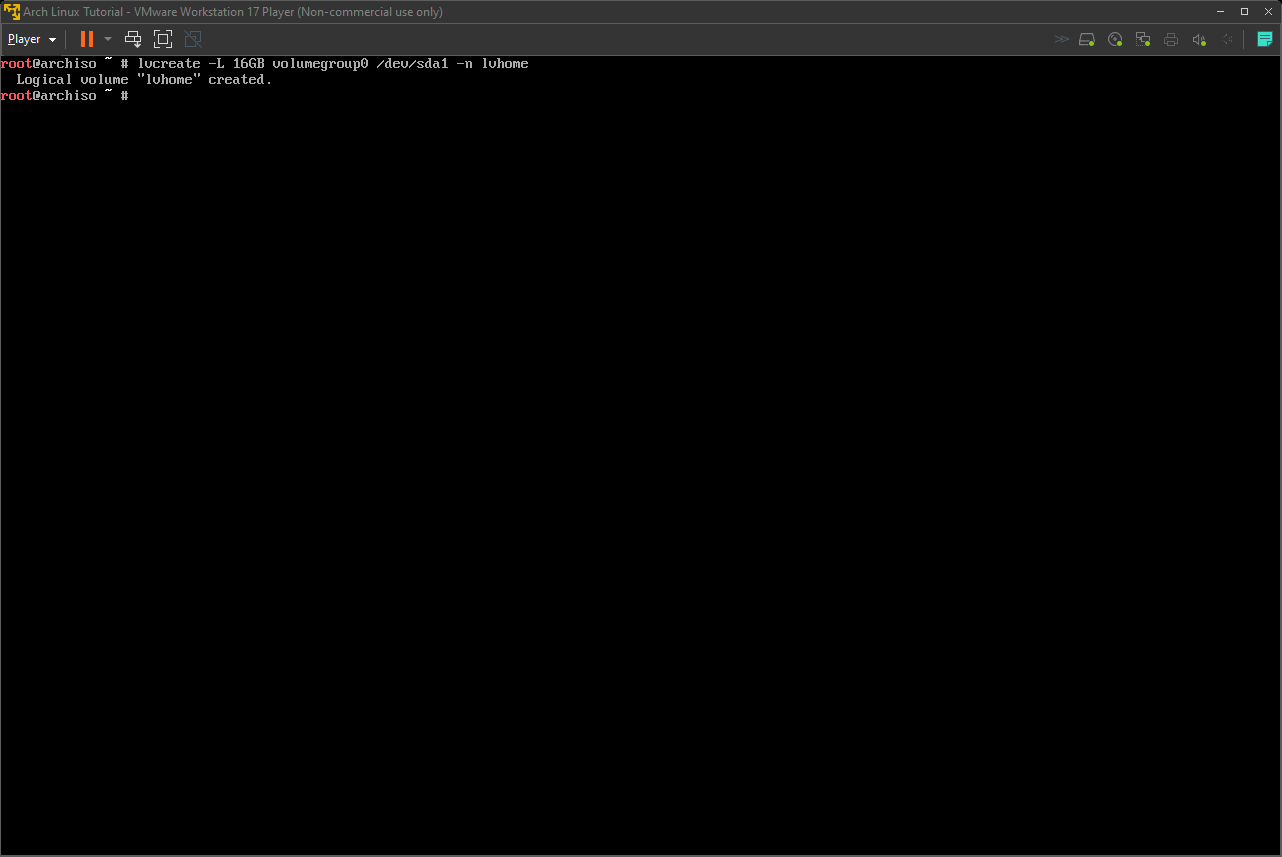 Arch Linux Tutorial - VMware Workstation 17 Player (Non-commercial use only)
Player
root@archiso ~ # lvcreate -L 16GB volumegroup0 /dev/sda1 -n lvhome
  Logical volume "lvhome" created.
root@archiso ~ #